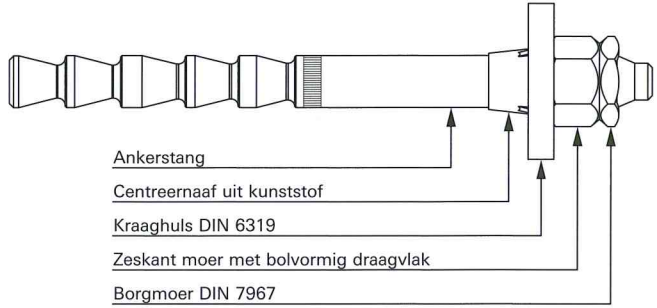 Ankerstang
Centreernaaf uit kunststof
Kraaghuls DIN 6319
Zeskant moer met bolvormig draagvlak
Borgmoer DIN 7967